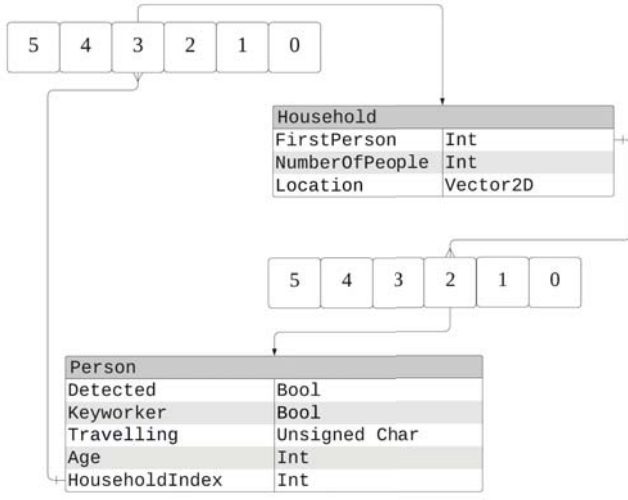 5 4 3 2 1 0
Household
FirstPerson Int
NumberOfPeople Int
Location Vector2D
5 4 3 2 1 0
Person
Detected Bool
Keyworker Bool
Travelling Unsigned Char
Age Int
HouseholdIndex Int